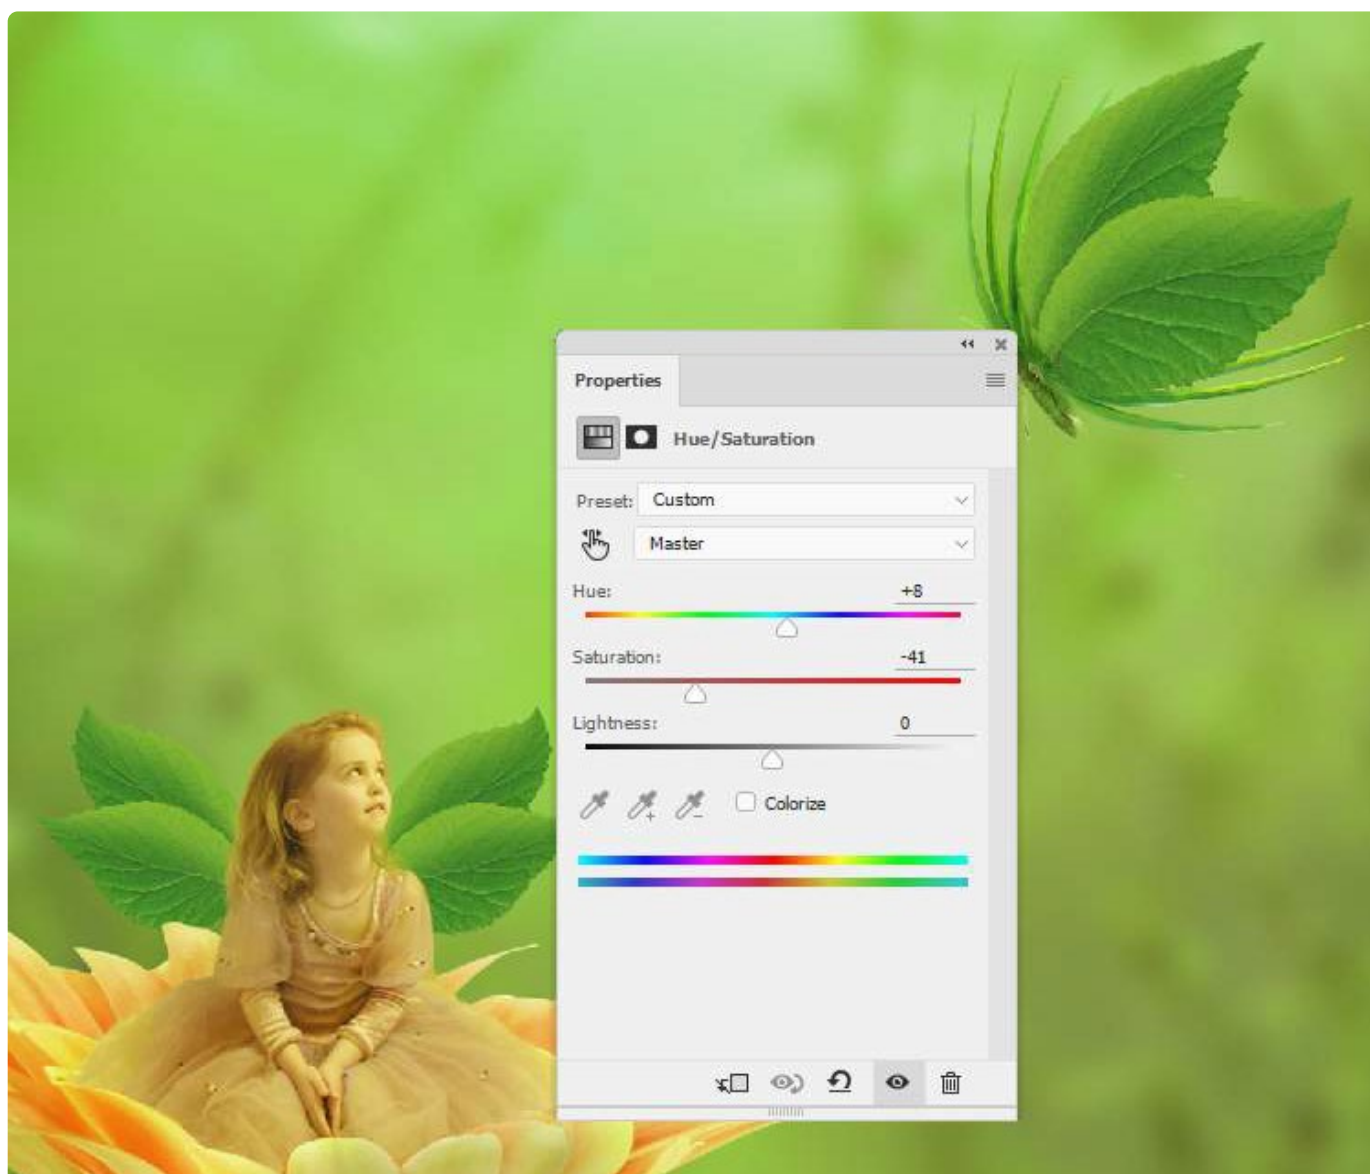 Properties
Hue/Saturation
Preset: Custom
Master
Hue: +8
Saturation: -41
Lightness: 0
Colorize